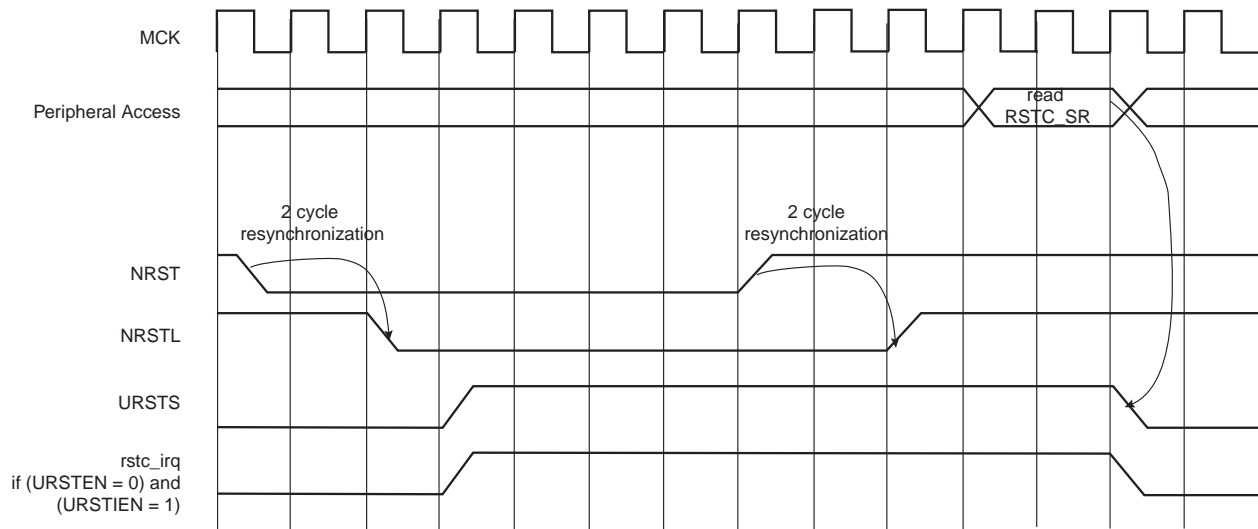 MCK
Peripheral Access
read
RSTC_SR
2 cycle
resynchronization
2 cycle
resynchronization
NRST
NRSTL
URSTS
rstc_irq
if (URSTEN = 0) and
(URSTIEN = 1)